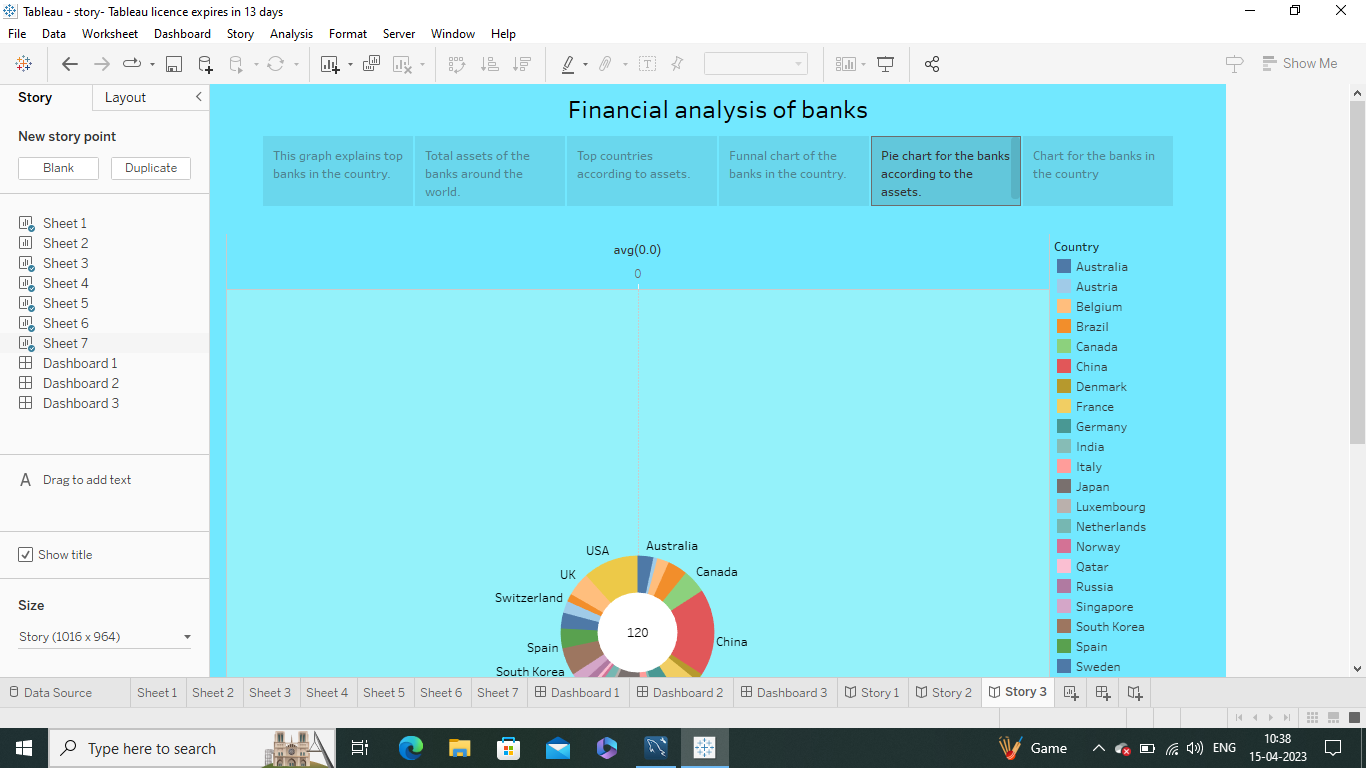 Tableau - story- Tableau licence expires in 13 days
File Data Worksheet Dashboard Story Analysis Format Server Window Help
Show Me
Story Layout
New story point
Blank Duplicate
Sheet 1
Sheet 2
Sheet 3
Sheet 4
Sheet 5
Sheet 6
Sheet 7
Dashboard 1
Dashboard 2
Dashboard 3
A Drag to add text
Show title
Size
Story (1016 x 964)
Financial analysis of banks
This graph explains top
banks in the country.
Total assets of the
banks around the
world.
Top countries
according to assets.
Funnal chart of the
banks in the country.
Pie chart for the banks
according to the
assets.
Chart for the banks in
the country
avg(0.0)
0
USA
Australia
UK
Canada
Switzerland
120
China
Spain
South Korea
Country
Australia
Austria
Belgium
Brazil
Canada
China
Denmark
France
Germany
India
Italy
Japan
Luxembourg
Netherlands
Norway
Qatar
Russia
Singapore
South Korea
Spain
Sweden
Data Source Sheet 1 Sheet 2 Sheet 3 Sheet 4 Sheet 5 Sheet 6 Sheet 7 Dashboard 1 Dashboard 2 Dashboard 3 Story 1 Story 2 Story 3
Type here to search
Game
ENG
10:38
15-04-2023